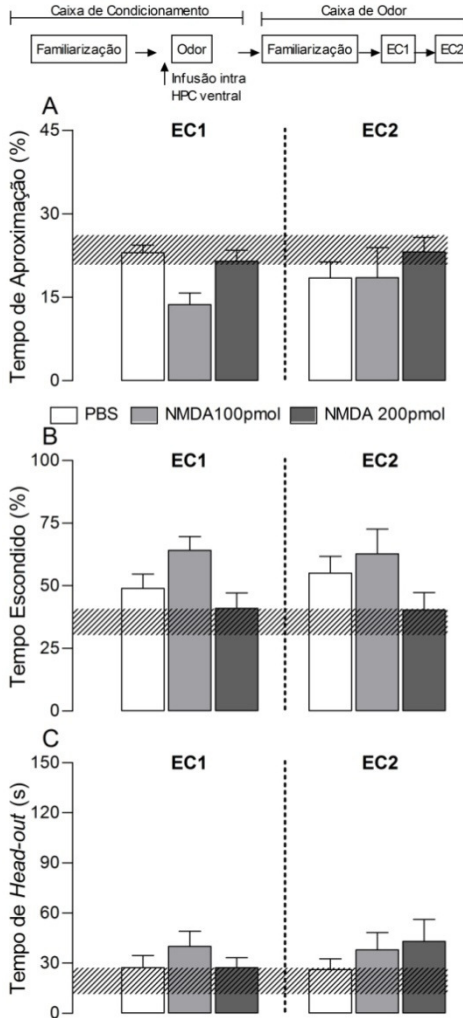 Caixa de Condicionamento
Caixa de Odor
Familiarização
Odor
Familiarização
EC1
EC2
Infusão intra
HPC ventral
A
EC1
EC2
Tempo de Aproximação (%)
45
30
15
0
PBS
NMDA100pmol
NMDA 200pmol
B
EC1
EC2
Tempo Escondido (%)
100
75
50
25
0
C
EC1
EC2
Tempo de Head-out (s)
150
120
90
60
30
0